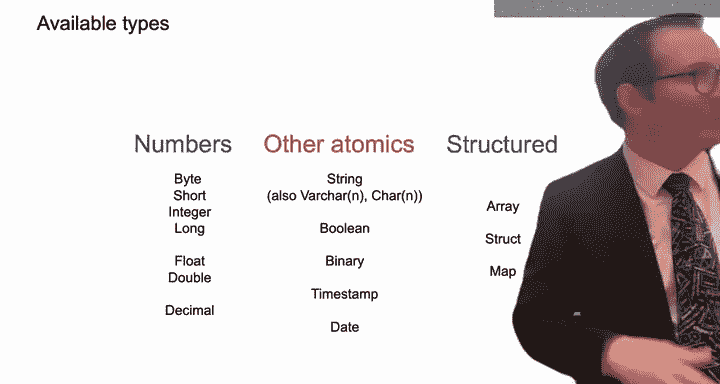 Available types
Numbers
Byte
Short
Integer
Long
Float
Double
Decimal
Other atomics
String
(also Varchar(n), Char(n))
Boolean
Binary
Timestamp
Date
Structured
Array
Struct
Map